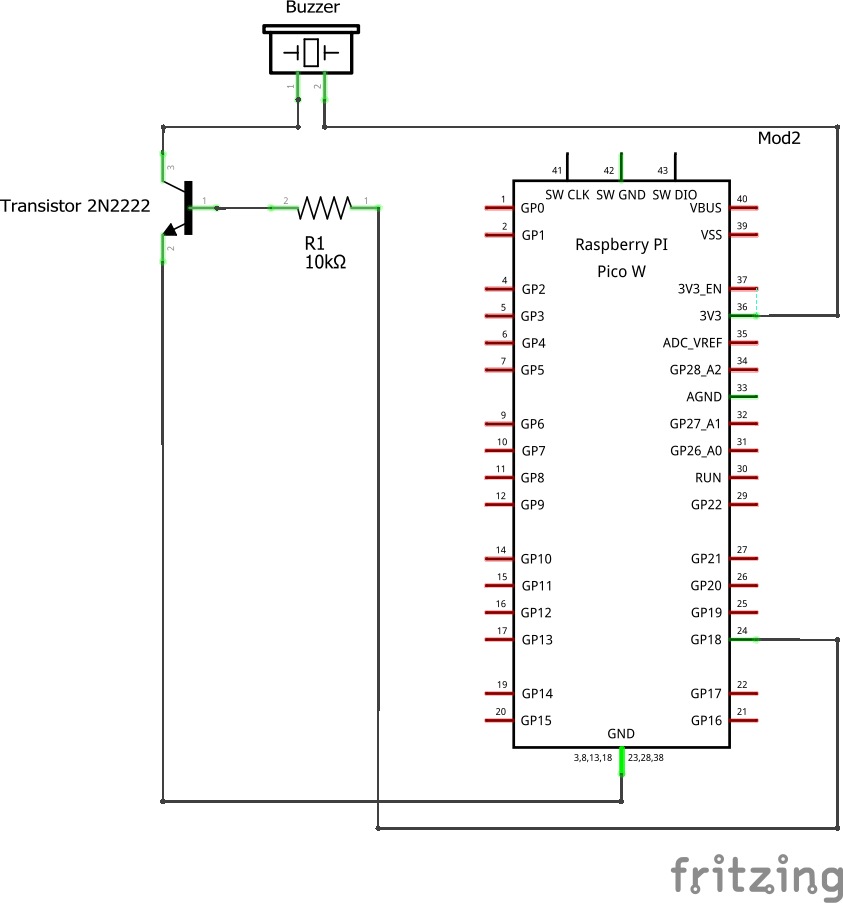 Buzzer
1
2
Mod2
41
42
43
3
SW CLK
SW GND
SW DIO
Transistor 2N2222
1
2
1
1
GP0
VBUS
40
2
GP1
VSS
39
R1
10kΩ
2
Raspberry PI
Pico W
4
GP2
3V3_EN
37
5
GP3
3V3
36
6
GP4
ADC_VREF
35
7
GP5
GP28_A2
34
AGND
33
9
GP6
GP27_A1
32
10
GP7
GP26_A0
31
11
GP8
RUN
30
12
GP9
GP22
29
14
GP10
GP21
27
15
GP11
GP20
26
16
GP12
GP19
25
17
GP13
GP18
24
19
GP14
GP17
22
20
GP15
GP16
21
GND
3,8,13,18
23,28,38
fritzing